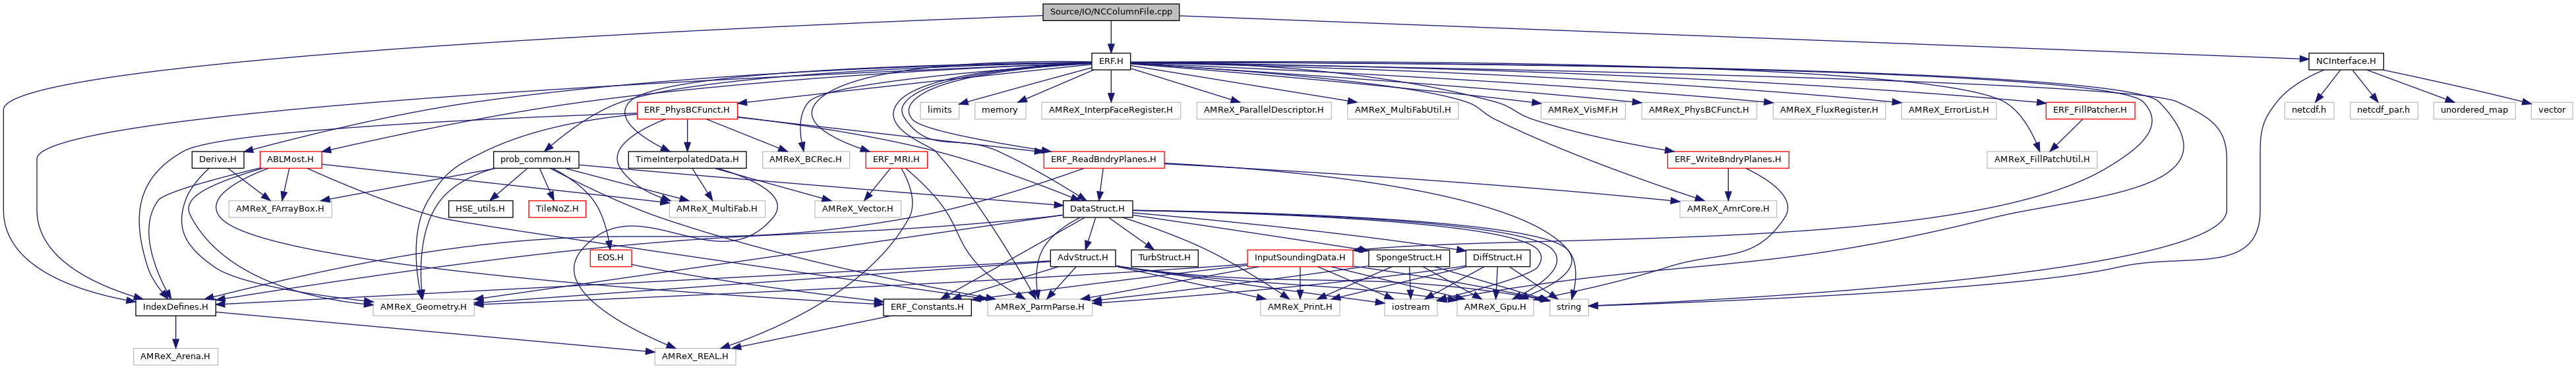 Source/IO/NCColumnFile.cpp
ERF.H
NCInterface.H
ERF_PhysBCFunct.H
limits
memory
AMReX_InterpFaceRegister.H
AMReX_ParallelDescriptor.H
AMReX_MultiFabUtil.H
AMReX_VisMF.H
AMReX_PhysBCFunct.H
AMReX_FluxRegister.H
AMReX_ErrorList.H
ERF_FillPatcher.H
netcdf.h
netcdf_par.h
unordered_map
vector
Derive.H
ABLMost.H
prob_common.H
TimeInterpolatedData.H
AMReX_BCRec.H
ERF_MRI.H
ERF_ReadBndryPlanes.H
ERF_WriteBndryPlanes.H
AMReX_FillPatchUtil.H
AMReX_FArrayBox.H
HSE_utils.H
TileNoZ.H
AMReX_MultiFab.H
AMReX_Vector.H
DataStruct.H
AMReX_AmrCore.H
EOS.H
AdvStruct.H
TurbStruct.H
InputSoundingData.H
SpongeStruct.H
DiffStruct.H
IndexDefines.H
AMReX_Geometry.H
ERF_Constants.H
AMReX_ParmParse.H
AMReX_Print.H
iostream
AMReX_Gpu.H
string
AMReX_Arena.H
AMReX_REAL.H